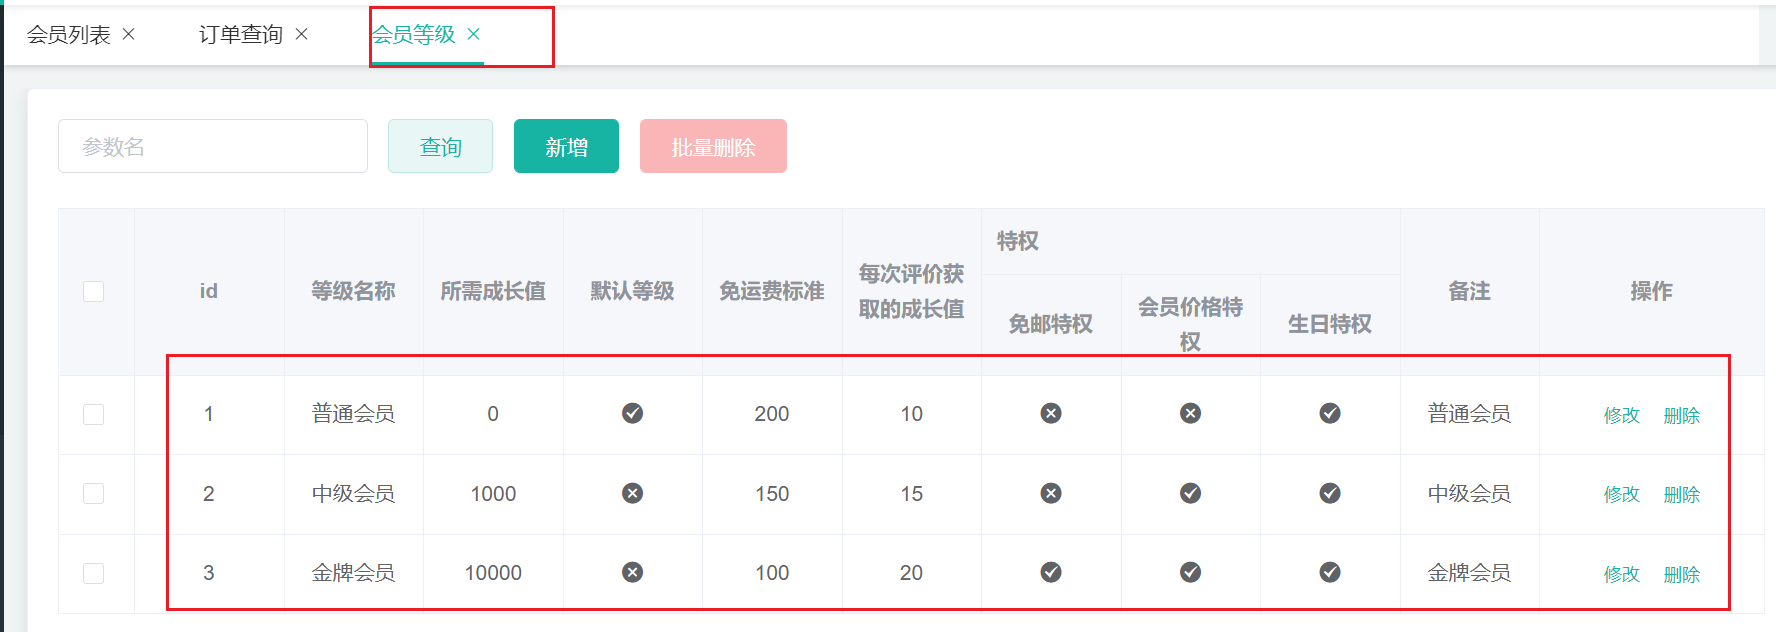 会员列表 × 订单查询 × 会员等级 ×
参数名 查询 新增 批量删除
id 等级名称 所需成长值 默认等级 免运费标准 每次评价获取的成长值 特权 备注 操作
免邮特权 会员价格特权 生日特权
1 普通会员 0 200 10 普通会员 修改 删除
2 中级会员 1000 150 15 中级会员 修改 删除
3 金牌会员 10000 100 20 金牌会员 修改 删除